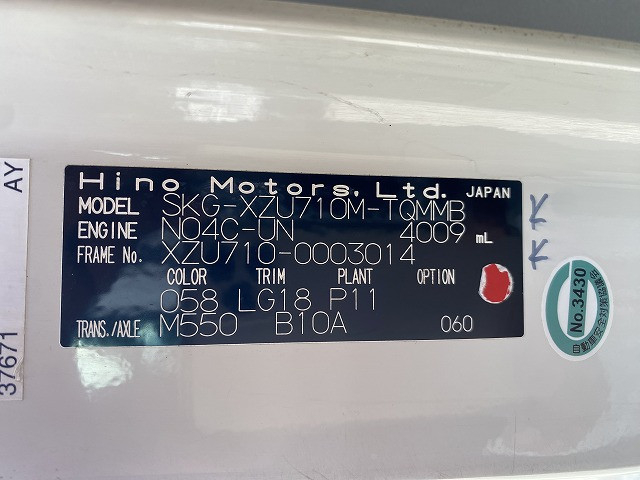 Hino Motors, Ltd. JAPAN
MODEL SKG-XZU710M-TQMMB
ENGINE N04C-UN 4009 mL
FRAME No. XZU710-0003014
COLOR TRIM PLANT OPTION
058 LG18 P11
TRANS./AXLE M550 B10A 060
AY
37671
No.3430